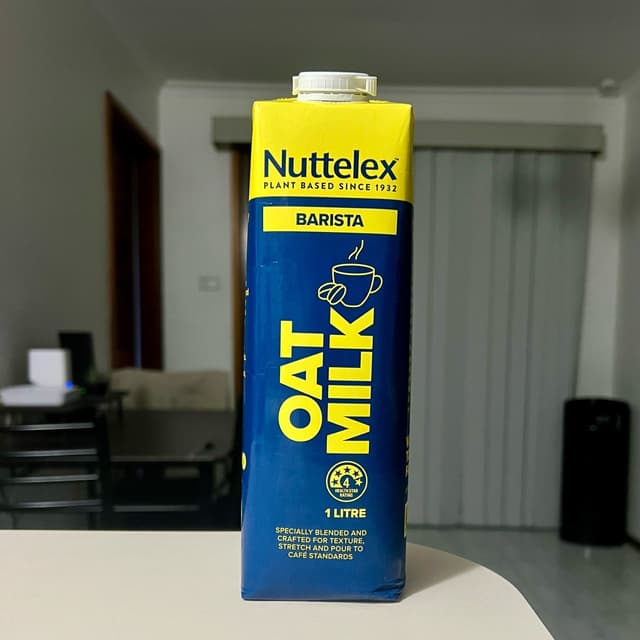 Nuttelex™
PLANT BASED SINCE 1932
BARISTA
OAT
MILK
4
HEALTH STAR
RATING
1 LITRE
SPECIALLY BLENDED AND
CRAFTED FOR TEXTURE,
STRETCH AND POUR TO
CAFÉ STANDARDS